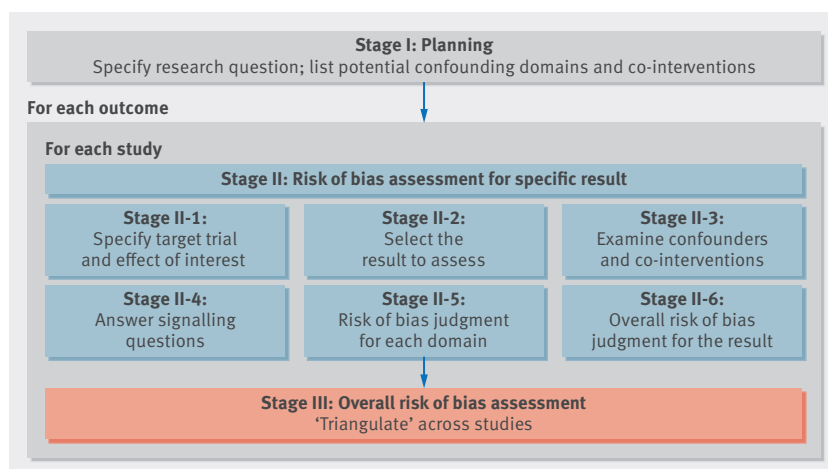 Stage I: Planning
Specify research question; list potential confounding domains and co-interventions
For each outcome
For each study
Stage II: Risk of bias assessment for specific result
Stage II-1:
Specify target trial
and effect of interest
Stage II-2:
Select the
result to assess
Stage II-3:
Examine confounders
and co-interventions
Stage II-4:
Answer signalling
questions
Stage II-5:
Risk of bias judgment
for each domain
Stage II-6:
Overall risk of bias
judgment for the result
Stage III: Overall risk of bias assessment
‘Triangulate’ across studies